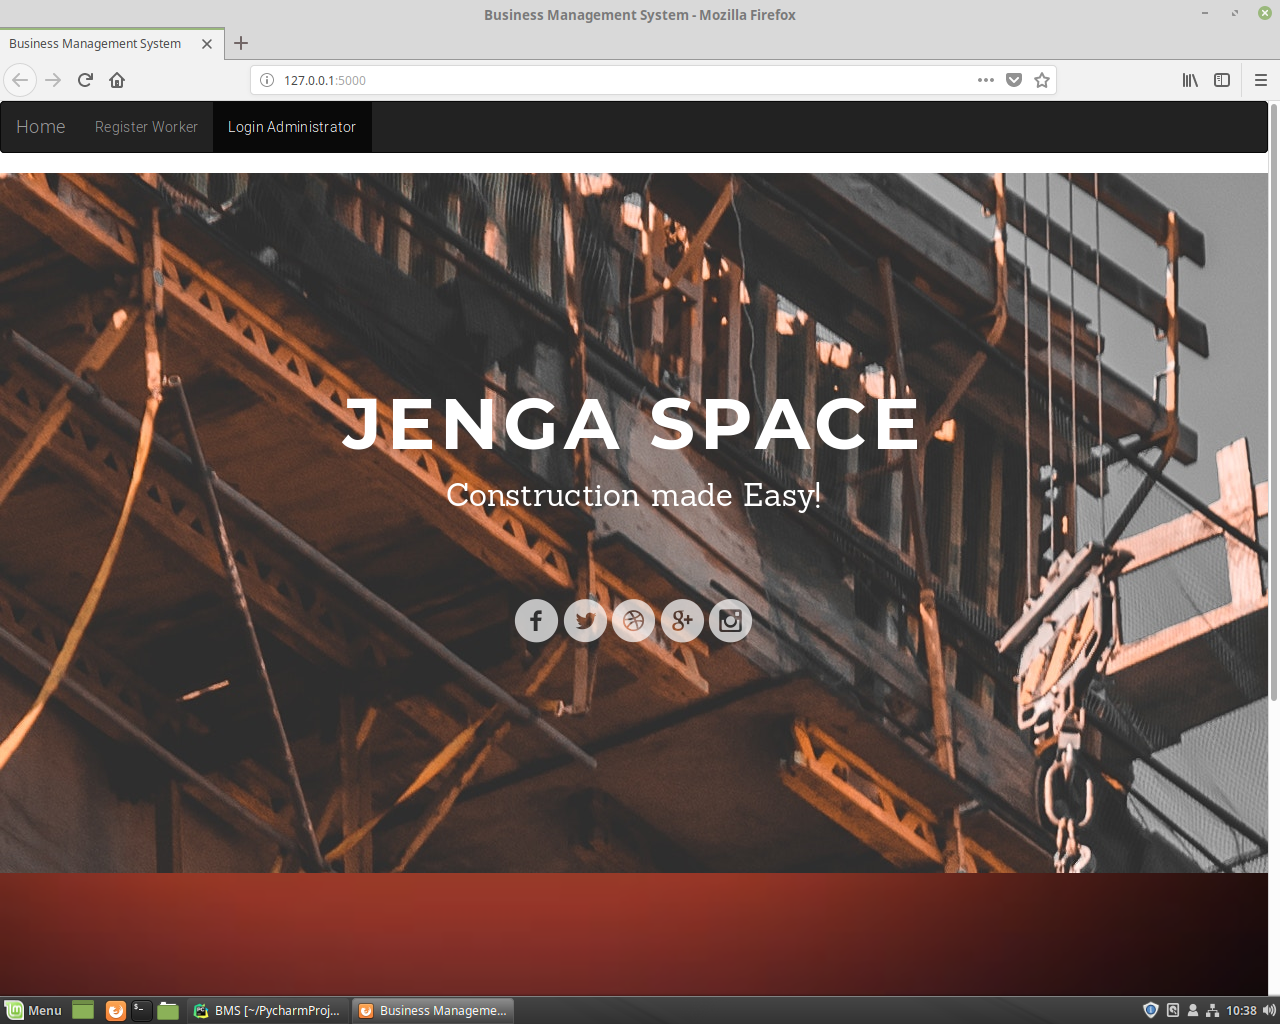 Business Management System - Mozilla Firefox
Business Management System
127.0.0.1:5000
Home
Register Worker
Login Administrator
JENGA SPACE
Construction made Easy!
Menu
BMS [~/PycharmProj...
Business Manageme...
10:38